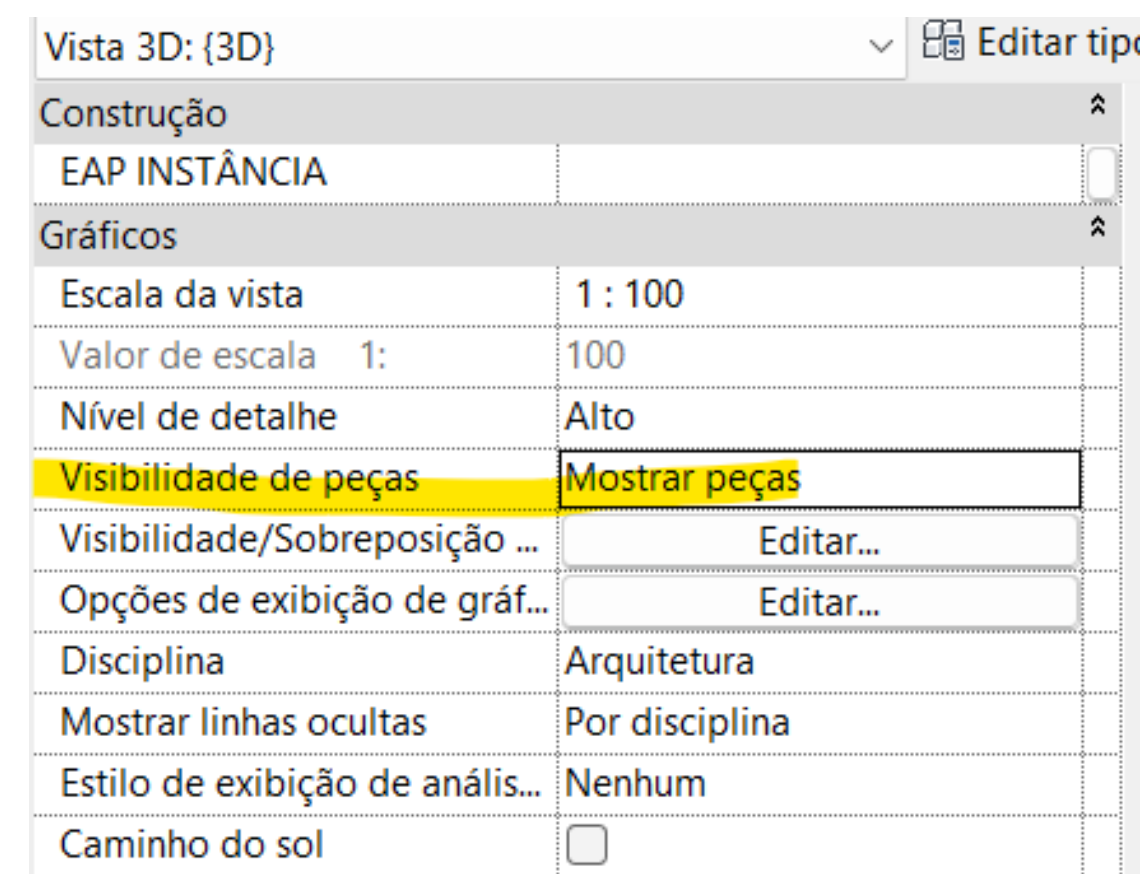 Vista 3D: {3D} Editar tipo
Construção
EAP INSTÂNCIA
Gráficos
Escala da vista 1 : 100
Valor de escala 1: 100
Nível de detalhe Alto
Visibilidade de peças Mostrar peças
Visibilidade/Sobreposição ... Editar...
Opções de exibição de gráf... Editar...
Disciplina Arquitetura
Mostrar linhas ocultas Por disciplina
Estilo de exibição de anális... Nenhum
Caminho do sol